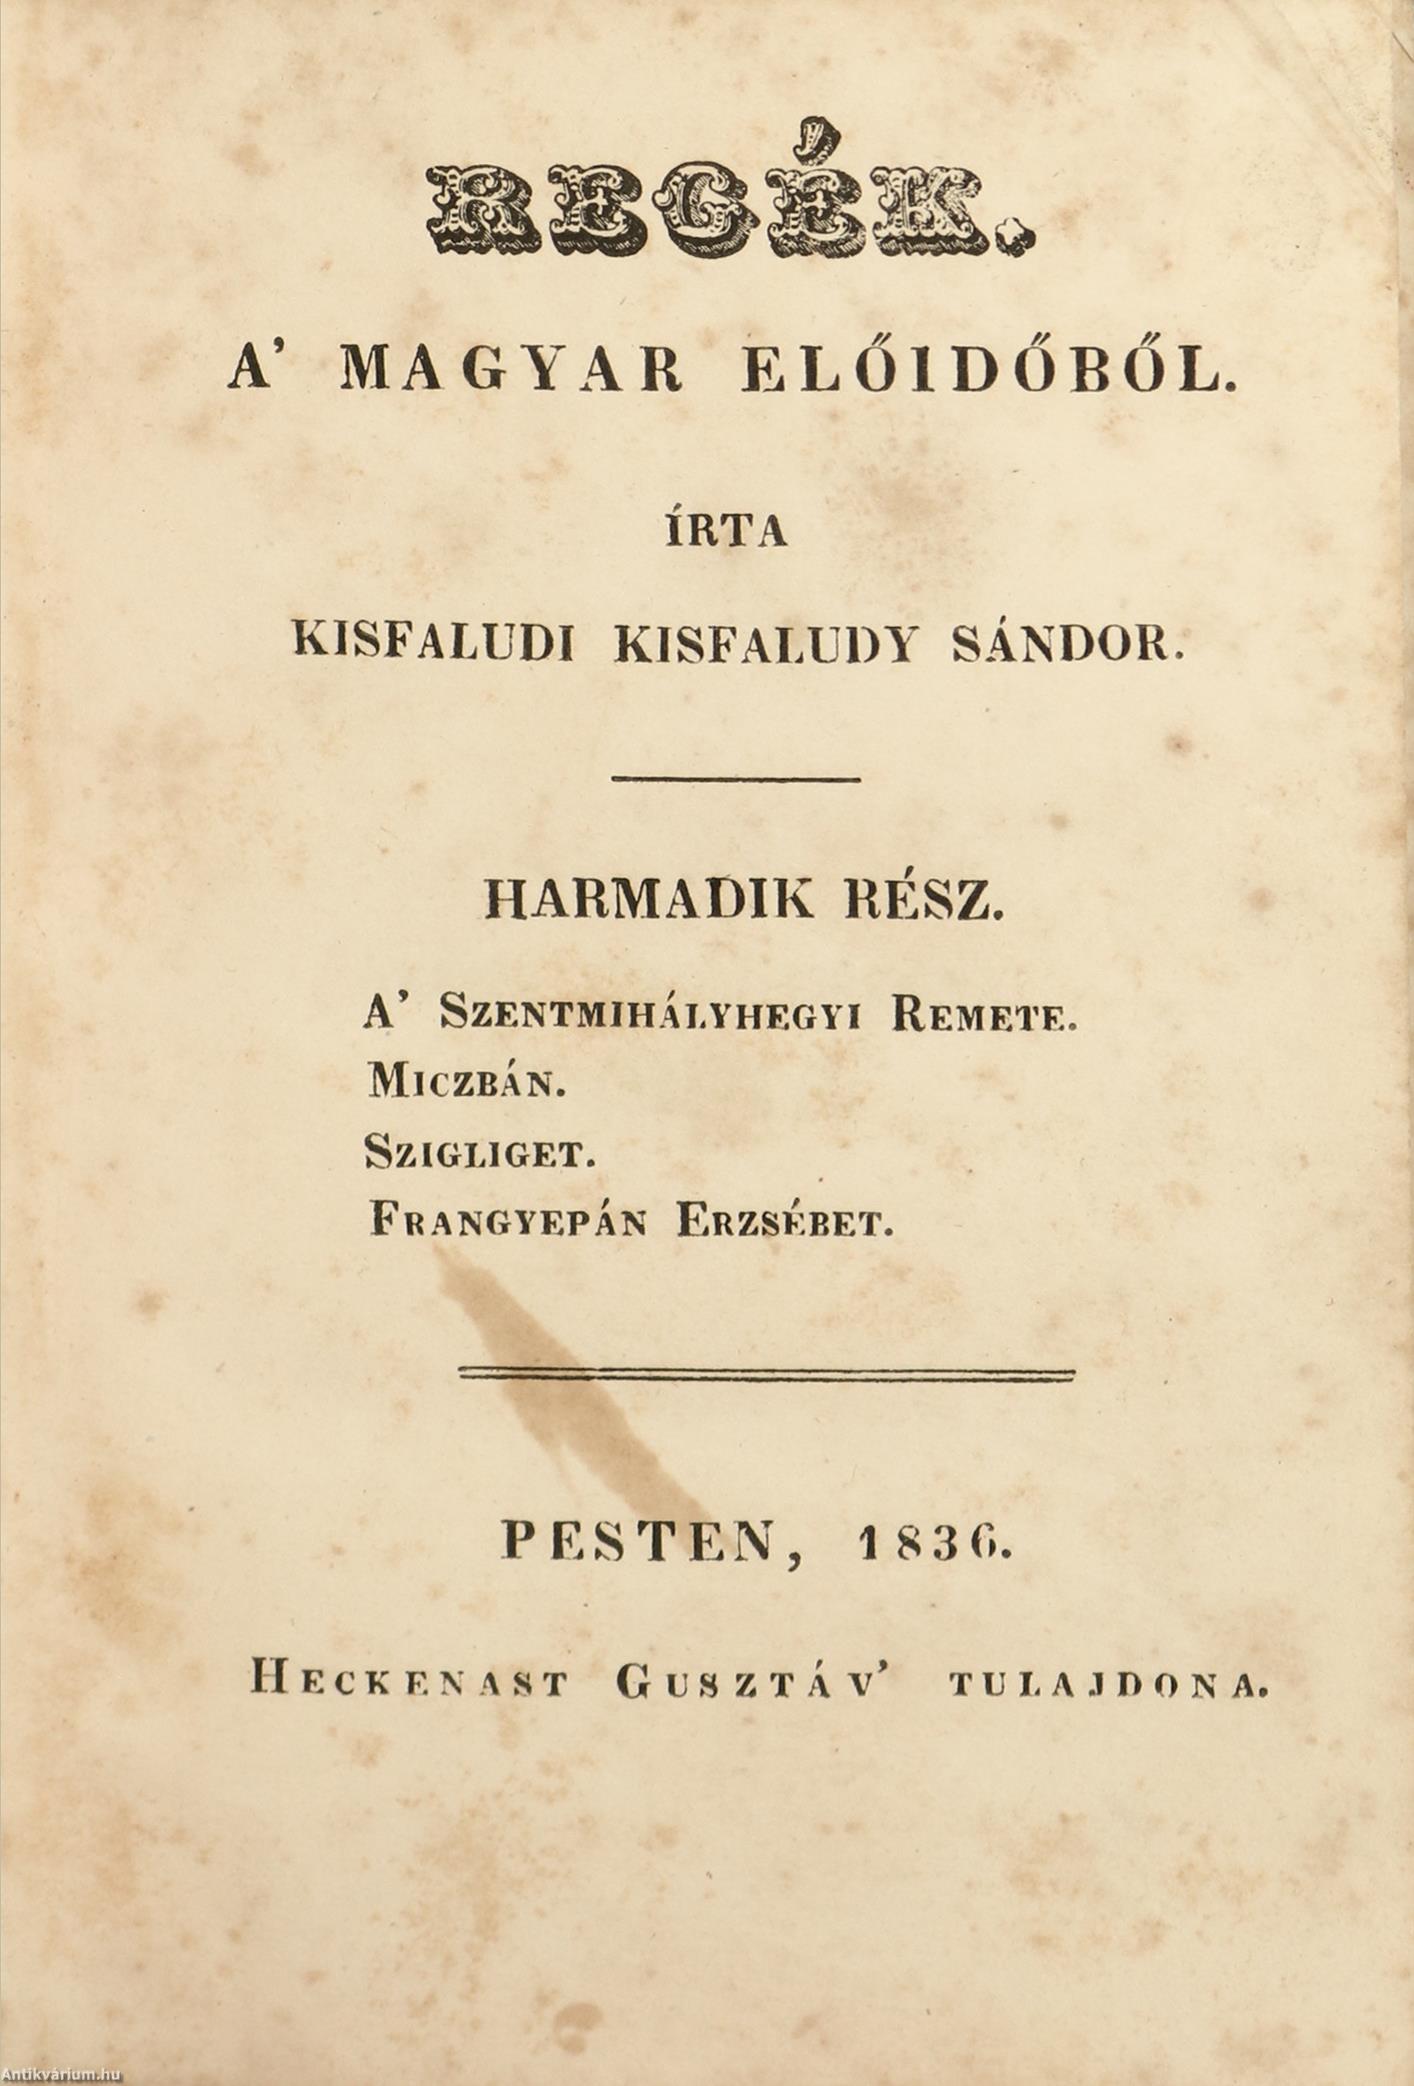 REGÉK.
A’ MAGYAR ELŐIDŐBŐL.
ÍRTA
KISFALUDI KISFALUDY SÁNDOR.
HARMADIK RÉSZ.
A’ SZENTMIHÁLYHEGYI REMETE.
MICZBÁN.
SZIGLIGET.
FRANGYEPÁN ERZSÉBET.
PESTEN, 1836.
HECKENAST GUSZTÁV’ TULAJDONA.
Antikvárium.hu